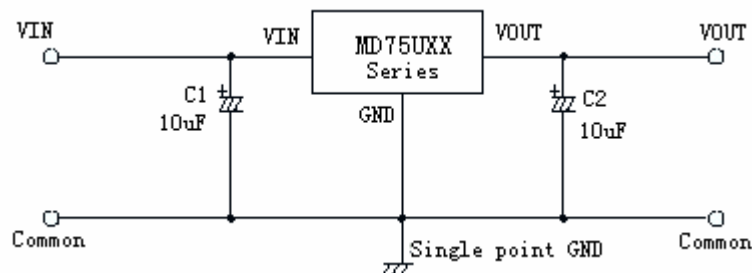 VIN
VIN
MD75UXX
Series
VOUT
VOUT
C1
10uF
GND
C2
10uF
Common
Single point GND
Common